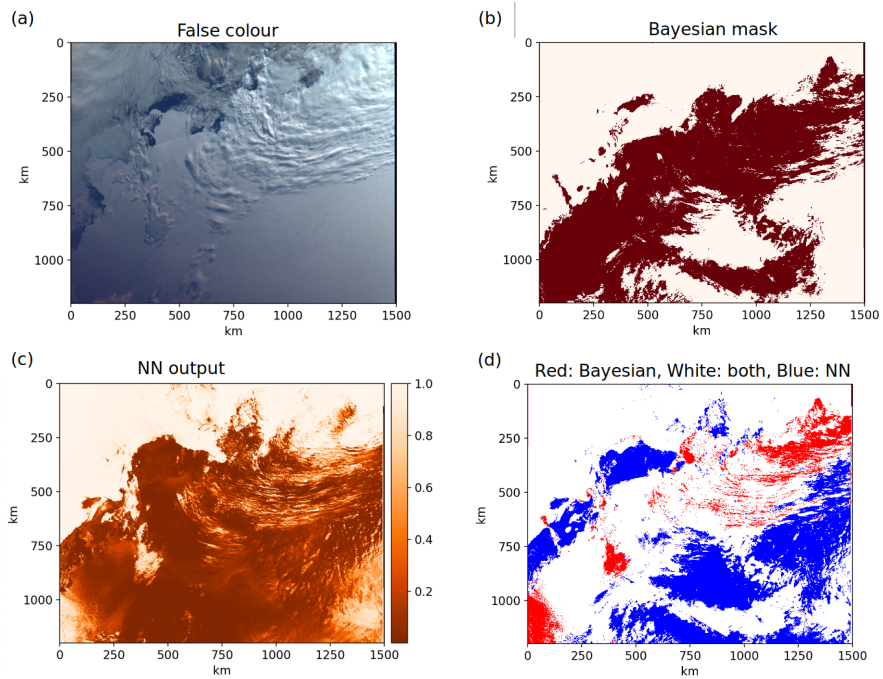 (a)
False colour
0
250
500
750
1000
km
0 250 500 750 1000 1250 1500
km
(b)
Bayesian mask
0
250
500
750
1000
km
0 250 500 750 1000 1250 1500
km
(c)
NN output
0
250
500
750
1000
km
0 250 500 750 1000 1250 1500
km
1.0
0.8
0.6
0.4
0.2
(d)
Red: Bayesian, White: both, Blue: NN
0
250
500
750
1000
km
0 250 500 750 1000 1250 1500
km